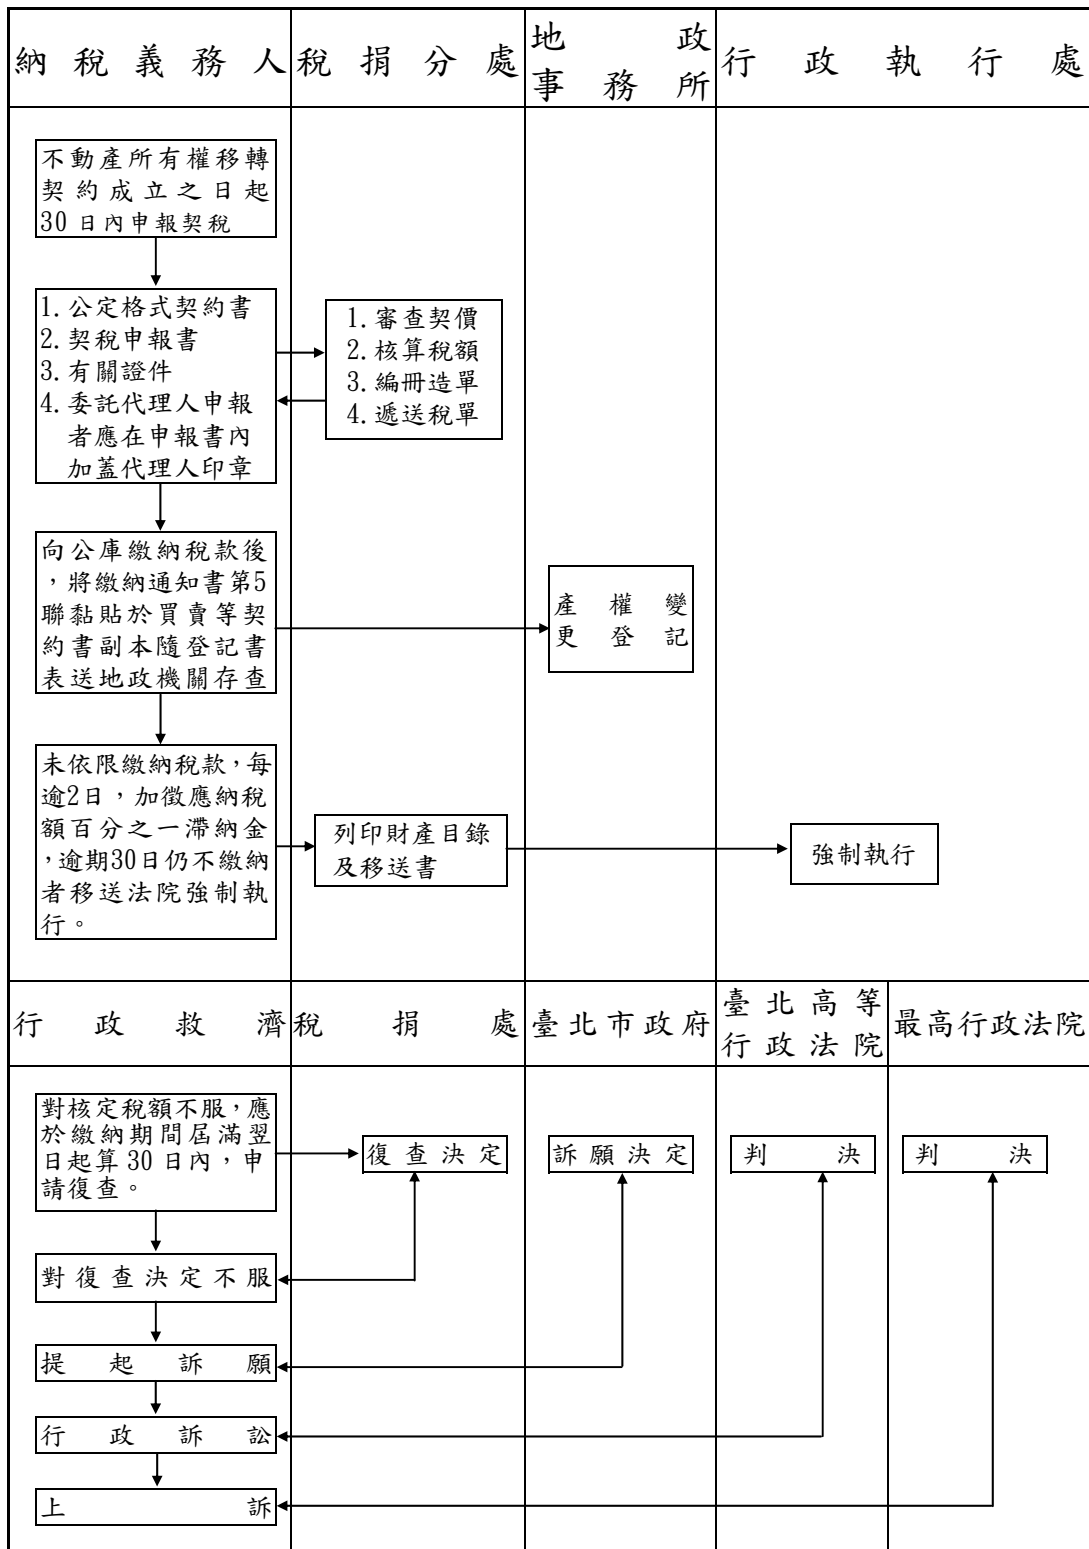 納稅義務人
稅捐分處
地政
事務所
行政執行處
不動產所有權移轉
契約成立之日起
30日內申報契稅
1.公定格式契約書
2.契稅申報書
3.有關證件
4.委託代理人申報
者應在申報書內
加蓋代理人印章
1.審查契價
2.核算稅額
3.編冊造單
4.遞送稅單
向公庫繳納稅款後
，將繳納通知書第5
聯黏貼於買賣等契
約書副本隨登記書
表送地政機關存查
產權變
更登記
未依限繳納稅款，每
逾2日，加徵應納稅
額百分之一滯納金
，逾期30日仍不繳納
者移送法院強制執
行。
列印財產目錄
及移送書
強制執行
行政救濟
稅捐處
臺北市政府
臺北高等
行政法院
最高行政法院
對核定稅額不服，應
於繳納期間屆滿翌
日起算30日內，申
請復查。
復查決定
訴願決定
判決
判決
對復查決定不服
提起訴願
行政訴訟
上訴